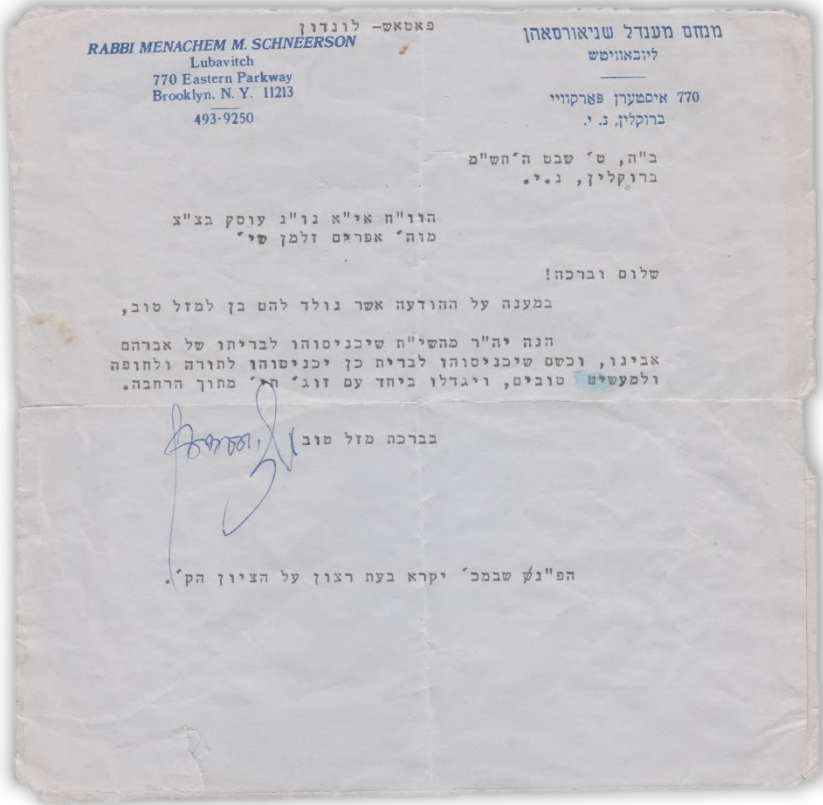 פאטאש- לונדון
RABBI MENACHEM M. SCHNEERSON
Lubavitch
770 Eastern Parkway
Brooklyn. N. Y. 11213
493-9250
מנחם מענדל שניאורסאהן
ליובאוויטש
770 איסטערן פארקוויי
ברוקלין, נ. י.
ב"ה, ט' שבט ה'תש"מ
ברוקלין, נ.י.
הוו"ח אי"א נו"נ עוסק בצ"צ
מוה' אפרים זלמן שי'
שלום וברכה!
במענה על ההודעה אשר נולד להם בן למזל טוב,
הנה יה"ר מהשי"ת שיכניסוהו לבריתו של אברהם
אבינו, וכשם שיכניסוהו לברית כן יכניסוהו לתורה ולחופה
ולמעשים טובים, ויגדלו ביחד עם זוג' תי' מתוך הרחבה.
בברכת מזל טוב
הפ"נ שבמכ' יקרא בעת רצון על הציון הק'.